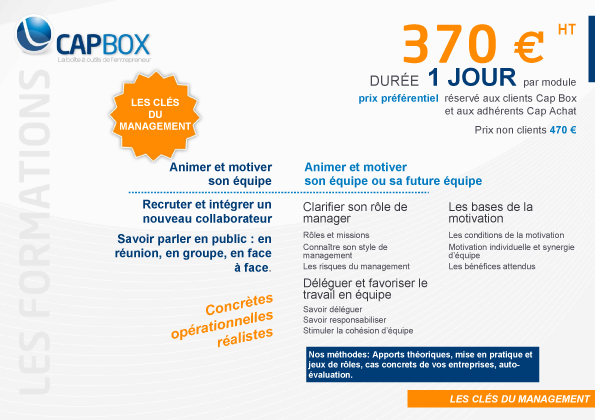 CAPBOX
La boîte à outils de l'entrepreneur
LES FORMATIONS
370 € HT
DURÉE 1 JOUR par module
prix préférentiel réservé aux clients Cap Box
et aux adhérents Cap Achat
Prix non clients 470 €
LES CLÉS
DU
MANAGEMENT
Animer et motiver
son équipe
Recruter et intégrer un
nouveau collaborateur
Savoir parler en public : en
réunion, en groupe, en face
à face.
Concrètes
opérationnelles
réalistes
Animer et motiver
son équipe ou sa future équipe
Clarifier son rôle de
manager
Rôles et missions
Connaître son style de
management
Les risques du management
Déléguer et favoriser le
travail en équipe
Savoir déléguer
Savoir responsabiliser
Stimuler la cohésion d'équipe
Les bases de la
motivation
Les conditions de la motivation
Motivation individuelle et synergie
d'équipe
Les bénéfices attendus
Nos méthodes: Apports théoriques, mise en pratique et
jeux de rôles, cas concrets de vos entreprises, auto-
évaluation.
LES CLÉS DU MANAGEMENT